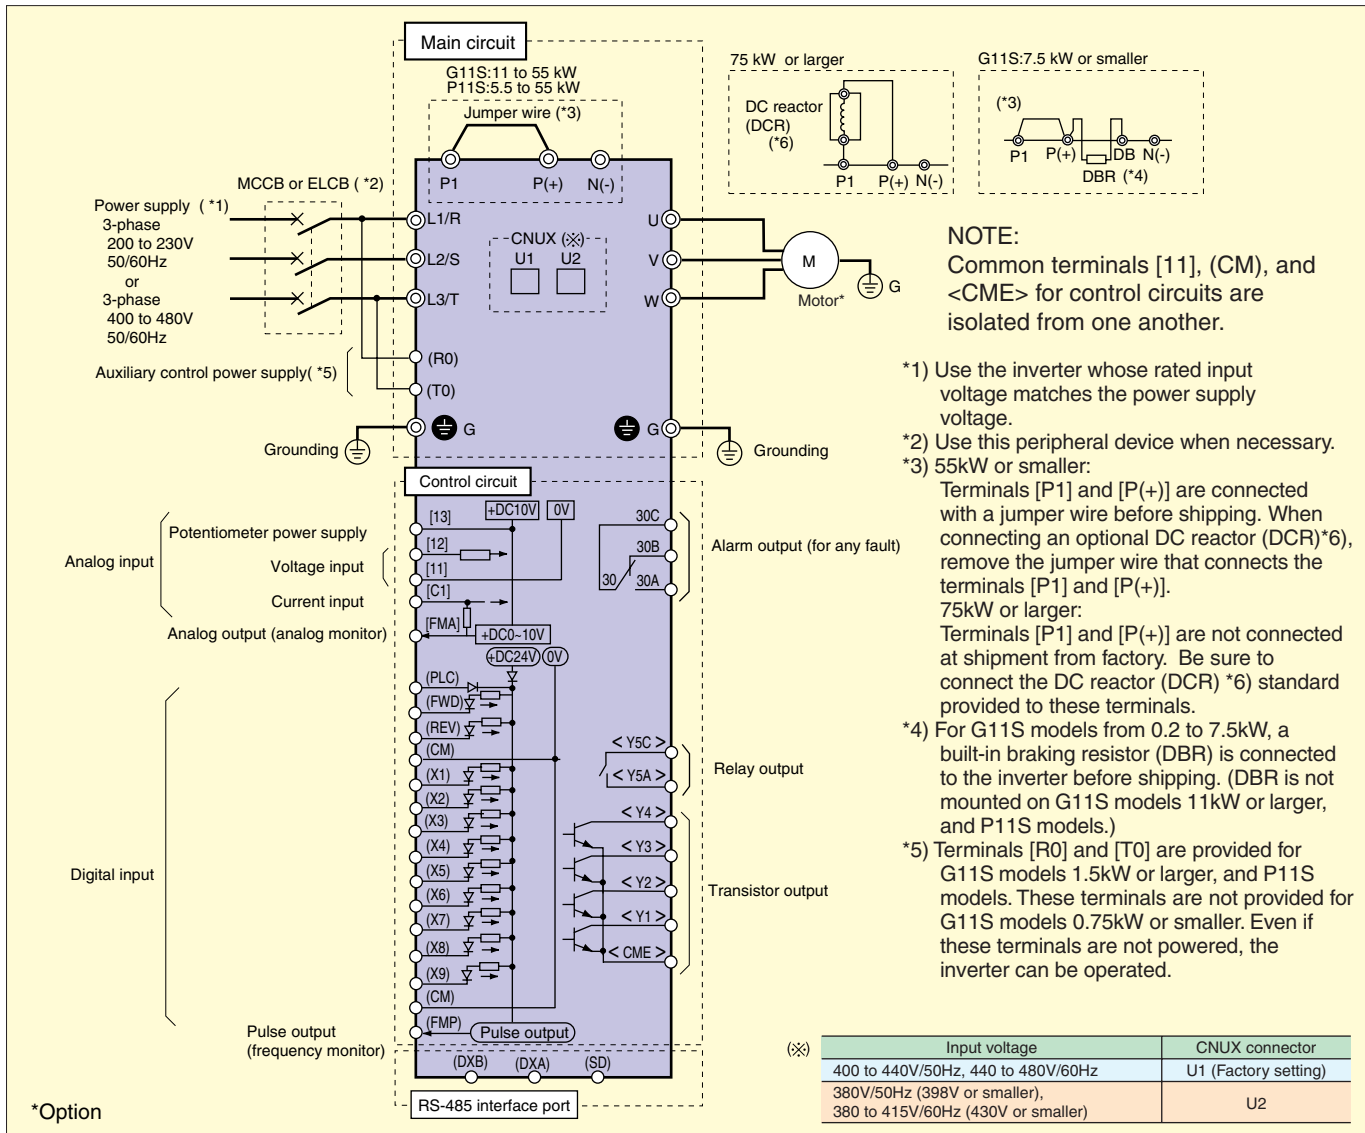 Main circuit
G11S:11 to 55 kW
P11S:5.5 to 55 kW
Jumper wire (*3)
P1
P(+)
N(-)
75 kW or larger
DC reactor
(DCR)
(*6)
P1
P(+)
N(-)
G11S:7.5 kW or smaller
(*3)
P1
P(+)
DB
N(-)
DBR (*4)
MCCB or ELCB ( *2)
Power supply ( *1)
3-phase
200 to 230V
50/60Hz
or
3-phase
400 to 480V
50/60Hz
L1/R
L2/S
L3/T
CNUX (※)
U1
U2
U
V
W
M
Motor*
G
(R0)
(T0)
Auxiliary control power supply( *5)
G
G
Grounding
Grounding
NOTE:
Common terminals [11], (CM), and
<CME> for control circuits are
isolated from one another.
*1) Use the inverter whose rated input
voltage matches the power supply
voltage.
*2) Use this peripheral device when necessary.
*3) 55kW or smaller:
Terminals [P1] and [P(+)] are connected
with a jumper wire before shipping. When
connecting an optional DC reactor (DCR)*6),
remove the jumper wire that connects the
terminals [P1] and [P(+)].
75kW or larger:
Terminals [P1] and [P(+)] are not connected
at shipment from factory. Be sure to
connect the DC reactor (DCR) *6) standard
provided to these terminals.
*4) For G11S models from 0.2 to 7.5kW, a
built-in braking resistor (DBR) is connected
to the inverter before shipping. (DBR is not
mounted on G11S models 11kW or larger,
and P11S models.)
*5) Terminals [R0] and [T0] are provided for
G11S models 1.5kW or larger, and P11S
models. These terminals are not provided for
G11S models 0.75kW or smaller. Even if
these terminals are not powered, the
inverter can be operated.
Control circuit
Analog input
Potentiometer power supply
Voltage input
Current input
Analog output (analog monitor)
[13]
[12]
[11]
[C1]
[FMA]
+DC10V
0V
+DC0~10V
+DC24V
0V
30C
30B
30
30A
Alarm output (for any fault)
Digital input
(PLC)
(FWD)
(REV)
(CM)
(X1)
(X2)
(X3)
(X4)
(X5)
(X6)
(X7)
(X8)
(X9)
(CM)
(FMP)
Pulse output
Pulse output
(frequency monitor)
< Y5C >
< Y5A >
Relay output
< Y4 >
< Y3 >
< Y2 >
< Y1 >
< CME >
Transistor output
(DXB)
(DXA)
(SD)
RS-485 interface port
*Option
(※)
Input voltage
CNUX connector
400 to 440V/50Hz, 440 to 480V/60Hz
U1 (Factory setting)
380V/50Hz (398V or smaller),
380 to 415V/60Hz (430V or smaller)
U2